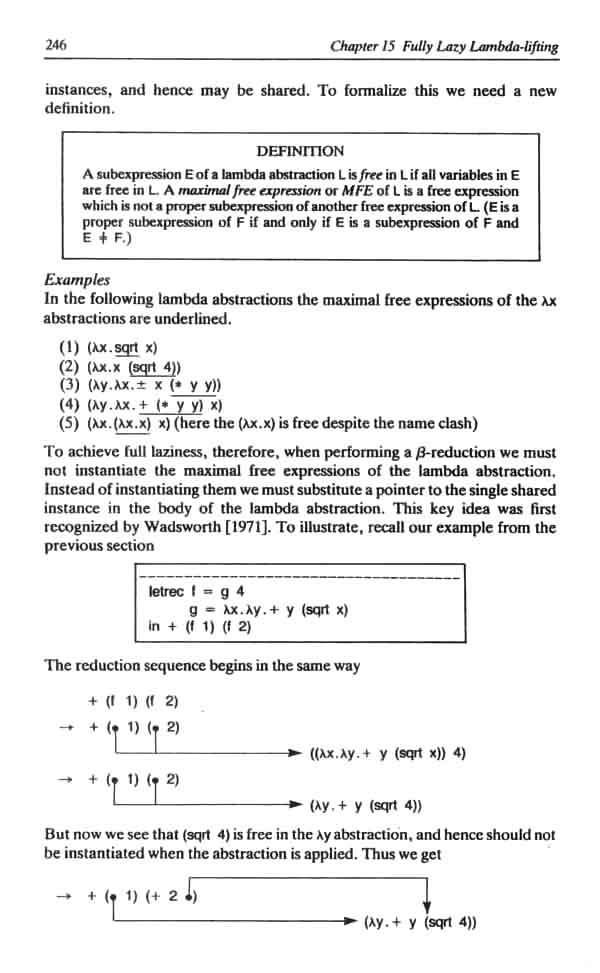 246 Chapter 15 Fully Lazy Lambda-lifting
instances, and hence may be shared. To formalize this we need a new
definition.
DEFINITION
A subexpression E of a lambda abstraction L is free in L if all variables in E
are free in L. A maximal free expression or MFE of L is a free expression
which is not a proper subexpression of another free expression of L. (E is a
proper subexpression of F if and only if E is a subexpression of F and
E ≠ F.)
Examples
In the following lambda abstractions the maximal free expressions of the λx
abstractions are underlined.
(1) (λx.sqrt x)
(2) (λx.x (sqrt 4))
(3) (λy.λx.+ x (* y y))
(4) (λy.λx.+ (* y y) x)
(5) (λx.(λx.x) x) (here the (λx.x) is free despite the name clash)
To achieve full laziness, therefore, when performing a β-reduction we must
not instantiate the maximal free expressions of the lambda abstraction.
Instead of instantiating them we must substitute a pointer to the single shared
instance in the body of the lambda abstraction. This key idea was first
recognized by Wadsworth [1971]. To illustrate, recall our example from the
previous section
letrec f = g 4
g = λx.λy.+ y (sqrt x)
in + (f 1) (f 2)
The reduction sequence begins in the same way
+ (f 1) (f 2)
→ + (• 1) (• 2)
((λx.λy.+ y (sqrt x)) 4)
→ + (• 1) (• 2)
(λy.+ y (sqrt 4))
But now we see that (sqrt 4) is free in the λy abstraction, and hence should not
be instantiated when the abstraction is applied. Thus we get
→ + (• 1) (+ 2 •)
(λy.+ y (sqrt 4))